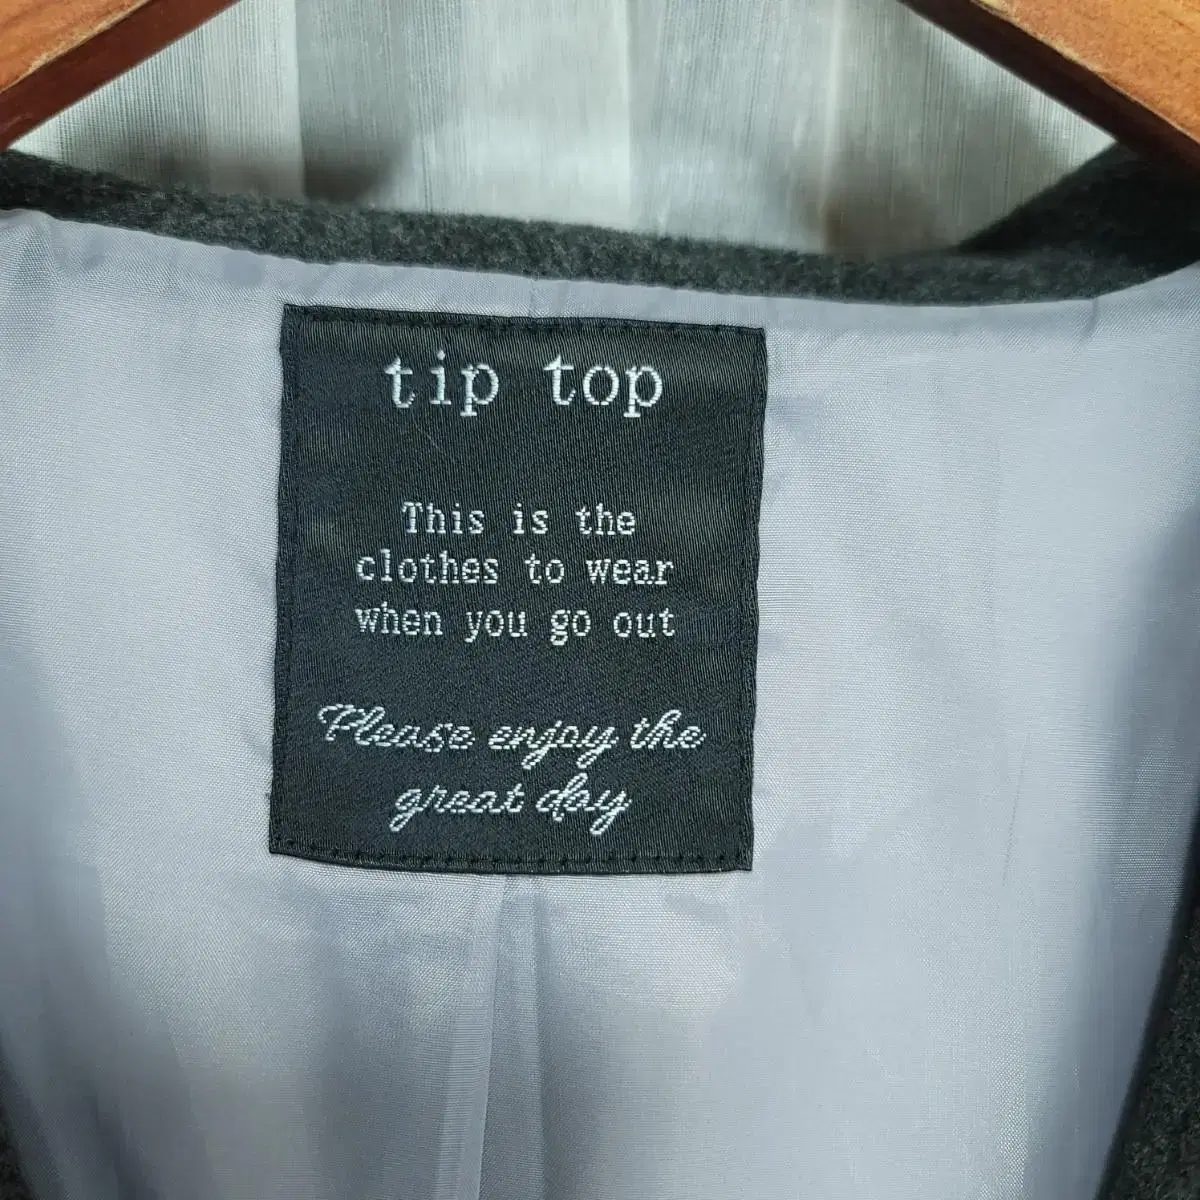 tip top
This is the
clothes to wear
when you go out
Please enjoy the
great day